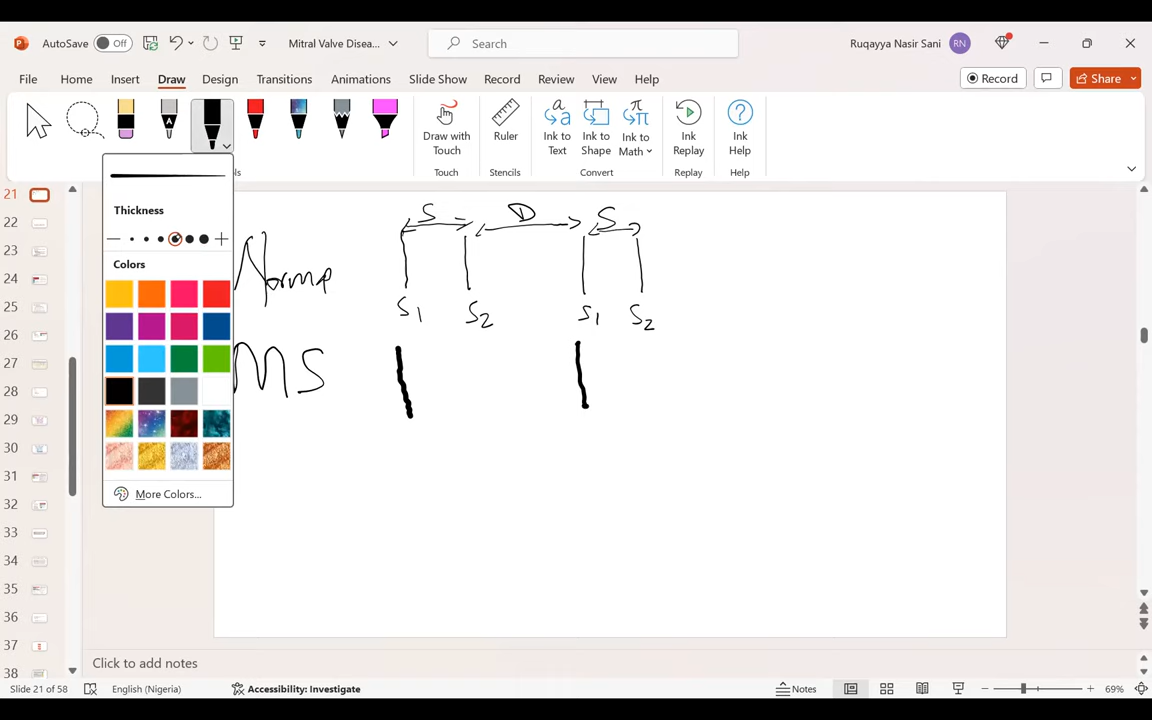 AutoSave Off Mitral Valve Disea... Search Ruqayya Nasir Sani RN
File Home Insert Draw Design Transitions Animations Slide Show Record Review View Help Record Share
Draw with Touch Ruler Ink to Text Ink to Shape Ink to Math Ink Replay Ink Help
Touch Stencils Convert Replay Help
Thickness
Colors
More Colors...
21
22
23
24
25
26
27
28
29
30
31
32
33
34
35
36
37
38
S D S
S1 S2 S1 S2
MS
Click to add notes
Slide 21 of 58 English (Nigeria) Accessibility: Investigate Notes 69%